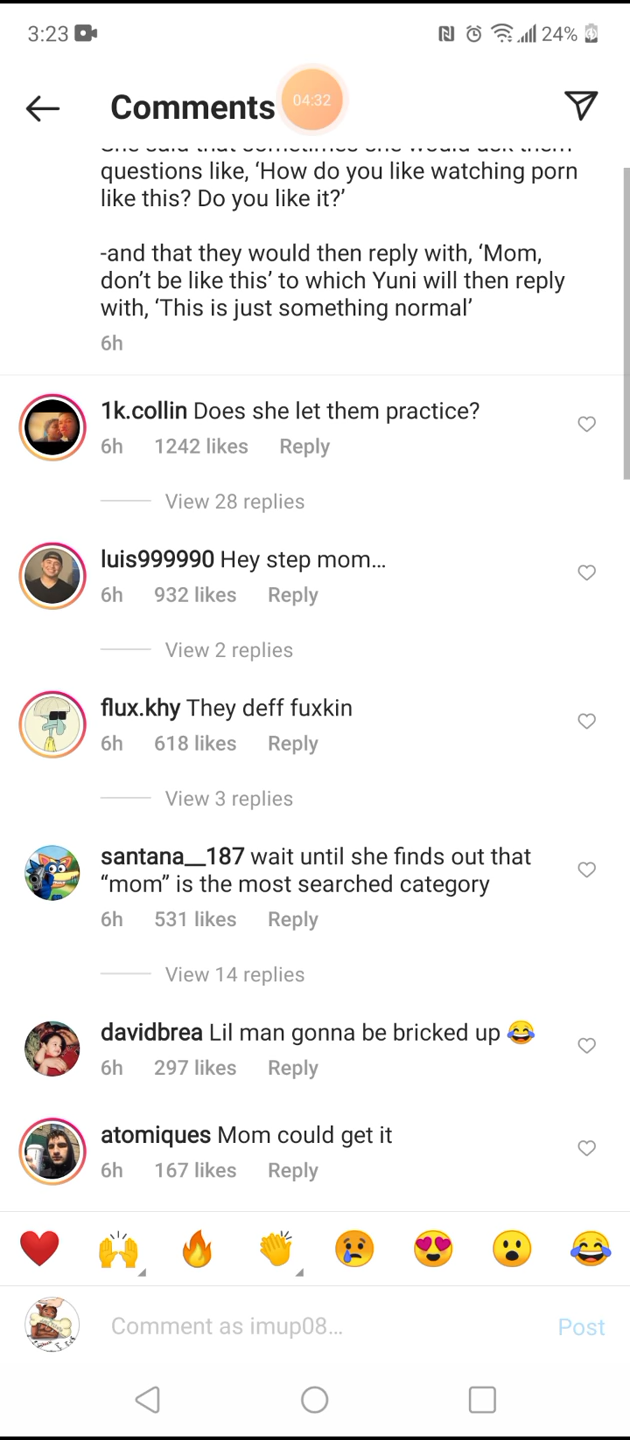 3:23
24%
Comments
04:32
questions like, ‘How do you like watching porn
like this? Do you like it?’
-and that they would then reply with, ‘Mom,
don’t be like this’ to which Yuni will then reply
with, ‘This is just something normal’
6h
1k.collin Does she let them practice?
6h 1242 likes Reply
View 28 replies
luis999990 Hey step mom...
6h 932 likes Reply
View 2 replies
flux.khy They deff fuxkin
6h 618 likes Reply
View 3 replies
santana__187 wait until she finds out that
“mom” is the most searched category
6h 531 likes Reply
View 14 replies
davidbrea Lil man gonna be bricked up 😂
6h 297 likes Reply
atomiques Mom could get it
6h 167 likes Reply
Comment as imup08...
Post